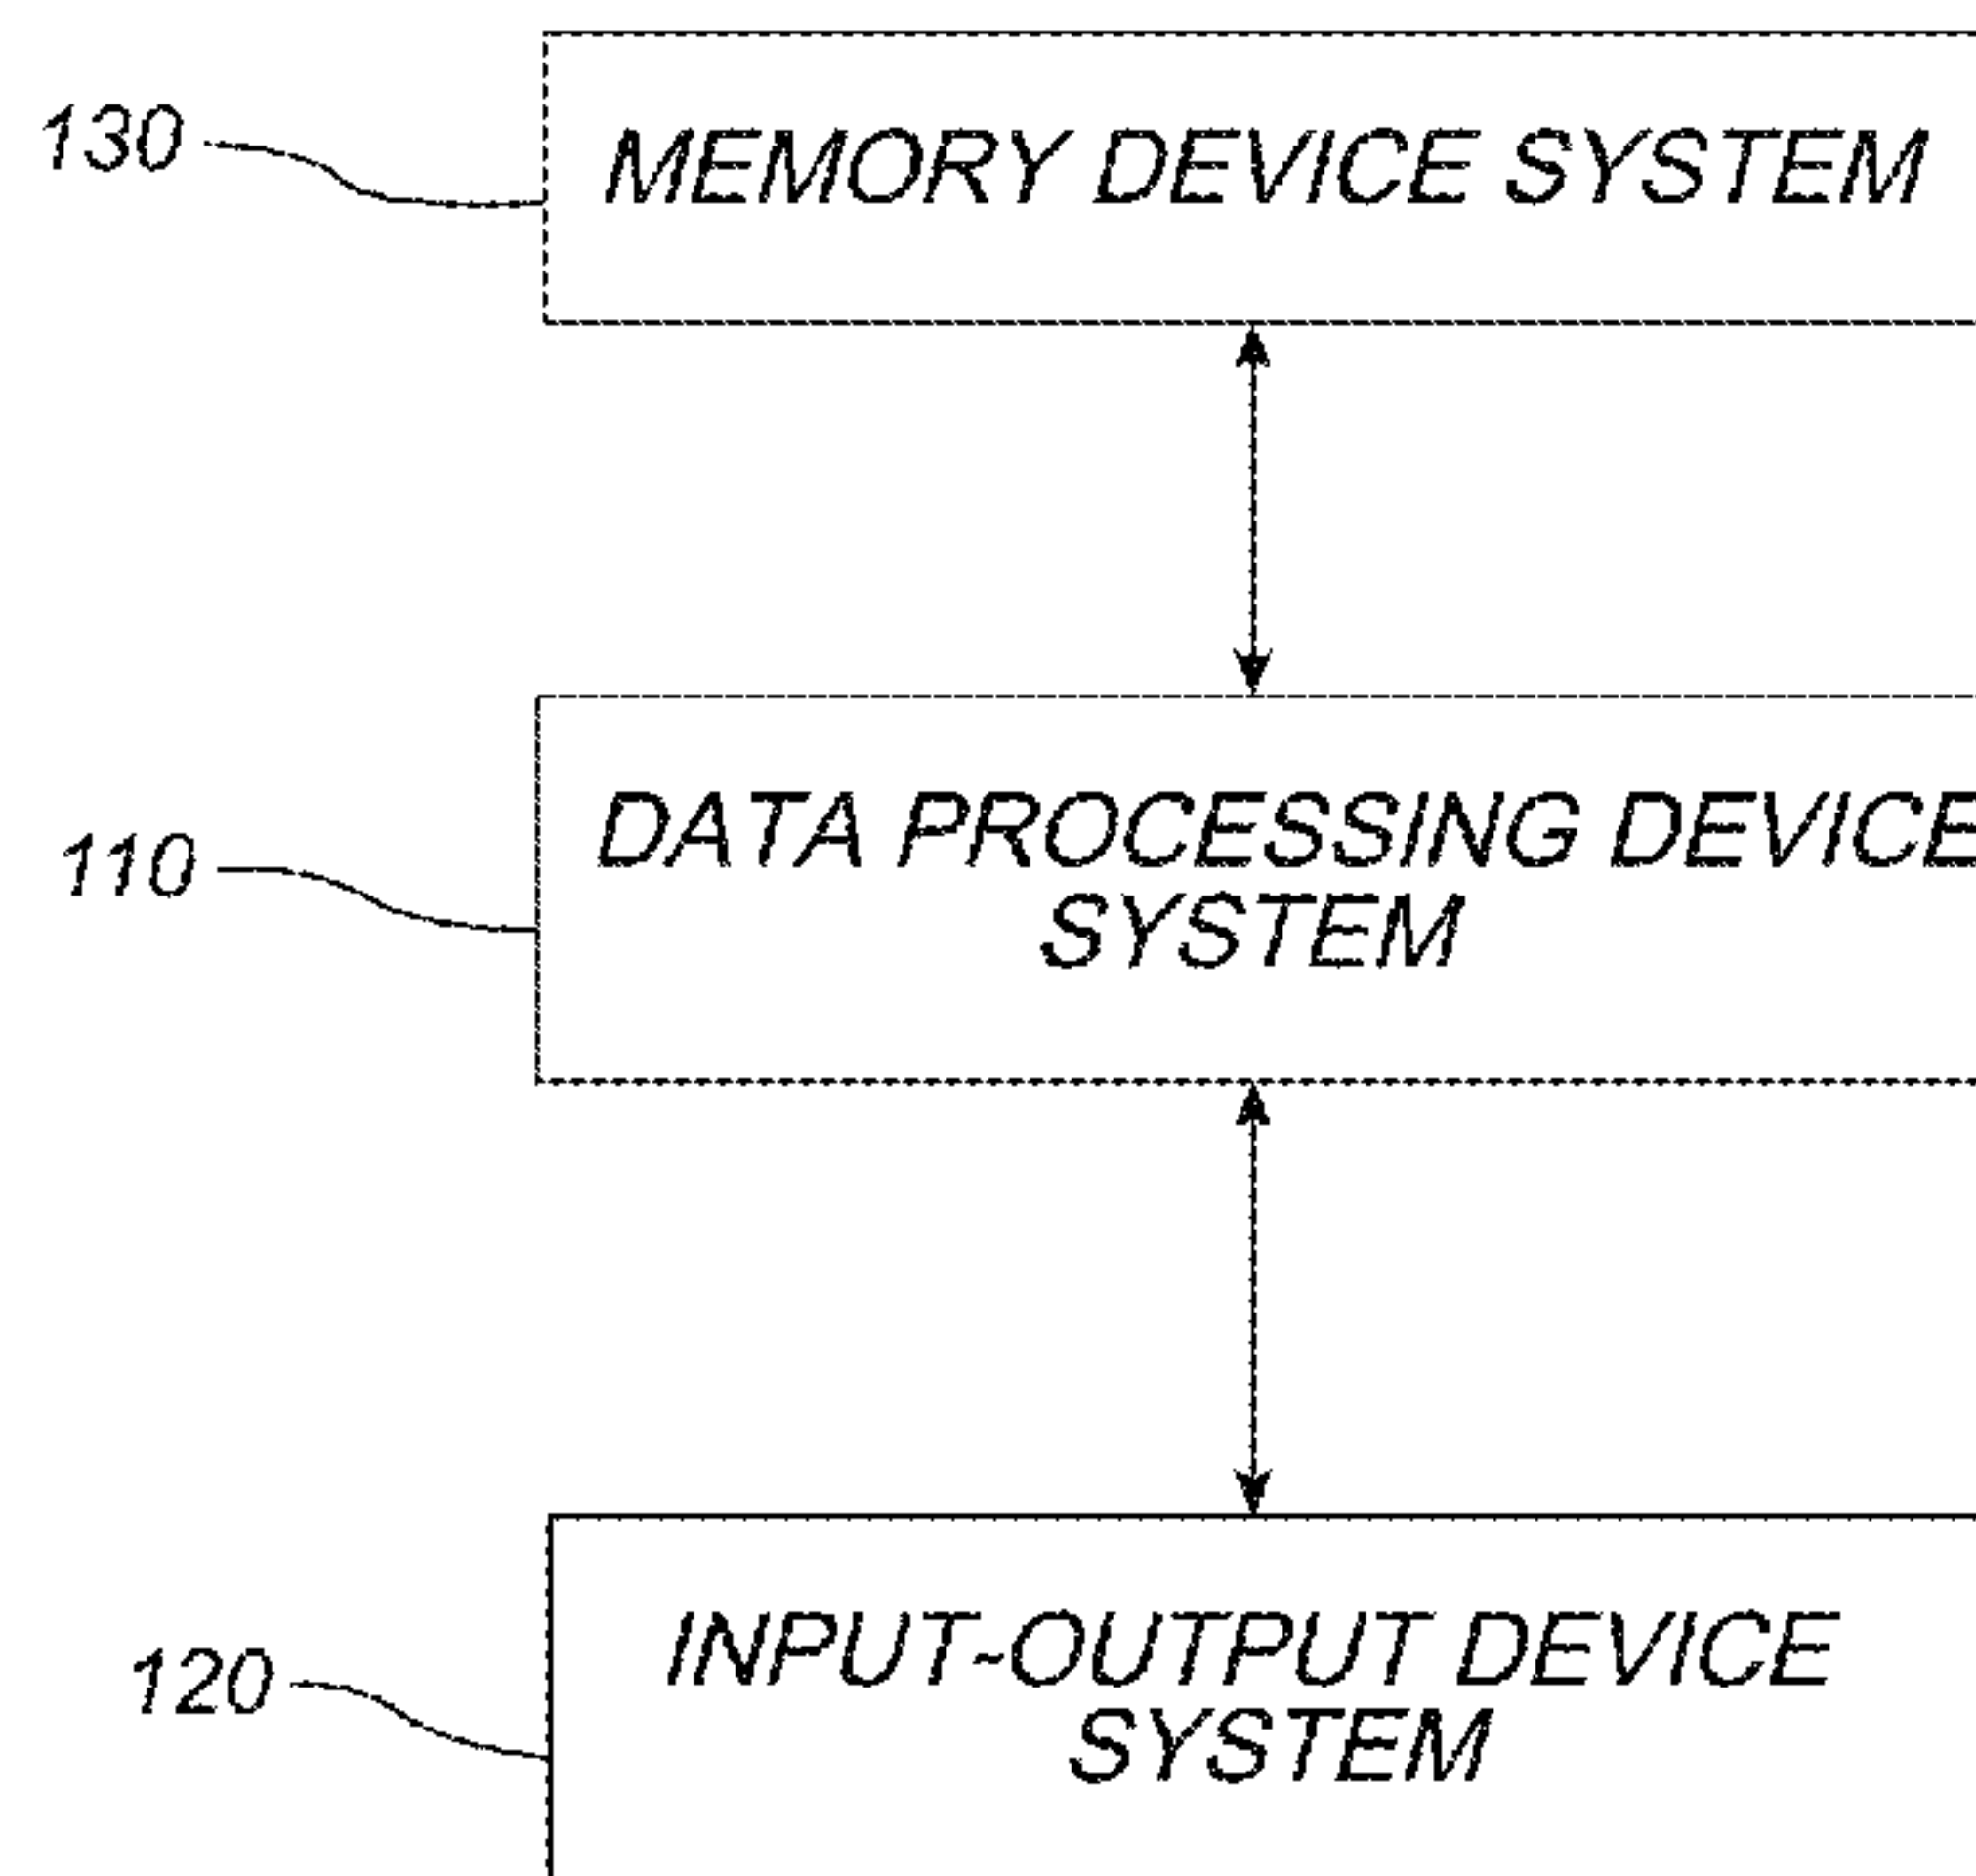 130
MEMORY DEVICE SYSTEM
110
DATA PROCESSING DEVICE
SYSTEM
120
INPUT-OUTPUT DEVICE
SYSTEM